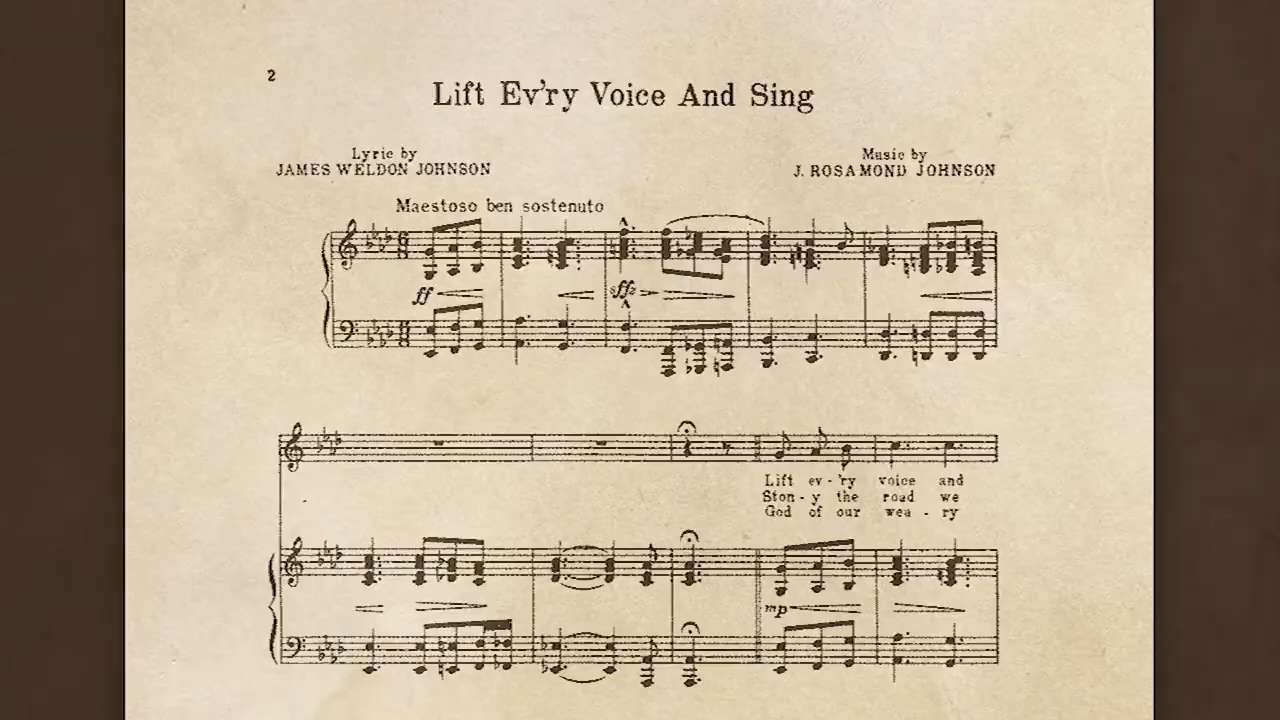 2
Lift Ev'ry Voice And Sing
Lyric by
JAMES WELDON JOHNSON
Music by
J. ROSAMOND JOHNSON
Maestoso ben sostenuto
ff
sffz
Lift ev-'ry voice and
Ston-y the road we
God of our wea-ry
mp